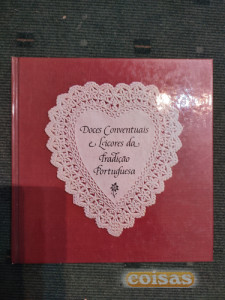 Doces Conventuais
e Licores da
Tradição
Portuguesa
coisas